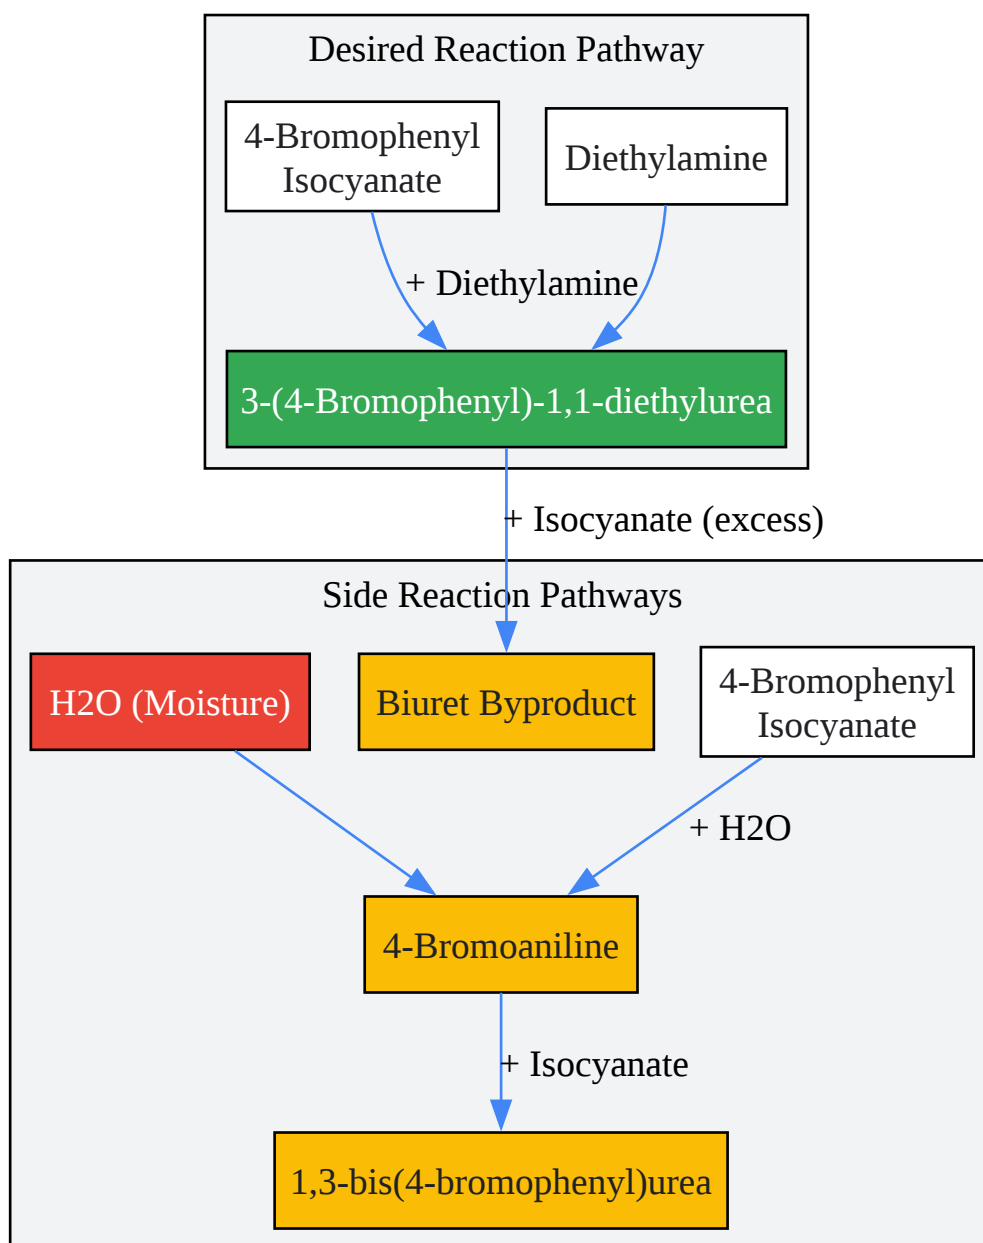 Desired Reaction Pathway
4-Bromophenyl
Isocyanate
Diethylamine
+ Diethylamine
3-(4-Bromophenyl)-1,1-diethylurea
+ Isocyanate (excess)
Side Reaction Pathways
H2O (Moisture)
Biuret Byproduct
4-Bromophenyl
Isocyanate
+ H2O
4-Bromoaniline
+ Isocyanate
1,3-bis(4-bromophenyl)urea